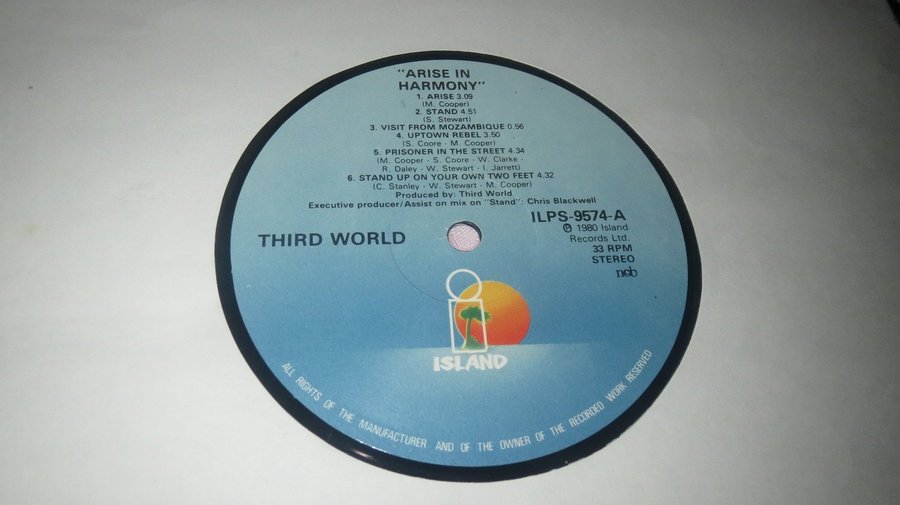 "ARISE IN
HARMONY"
1. ARISE 3.09
(M. Cooper)
2. STAND 4.51
(S. Stewart)
3. VISIT FROM MOZAMBIQUE 0.56
4. UPTOWN REBEL 3.50
(S. Coore - M. Cooper)
5. PRISONER IN THE STREET 4.34
(M. Cooper - S. Coore - W. Clarke -
R. Daley - W. Stewart - I. Jarrett)
6. STAND UP ON YOUR OWN TWO FEET 4.32
(C. Stanley - W. Stewart - M. Cooper)
Produced by: Third World
Executive producer/Assist on mix on "Stand": Chris Blackwell
THIRD WORLD
ILPS-9574-A
℗ 1980 Island
Records Ltd.
33 RPM
STEREO
ncb
ISLAND
ALL RIGHTS OF THE MANUFACTURER AND OF THE OWNER OF THE RECORDED WORK RESERVED